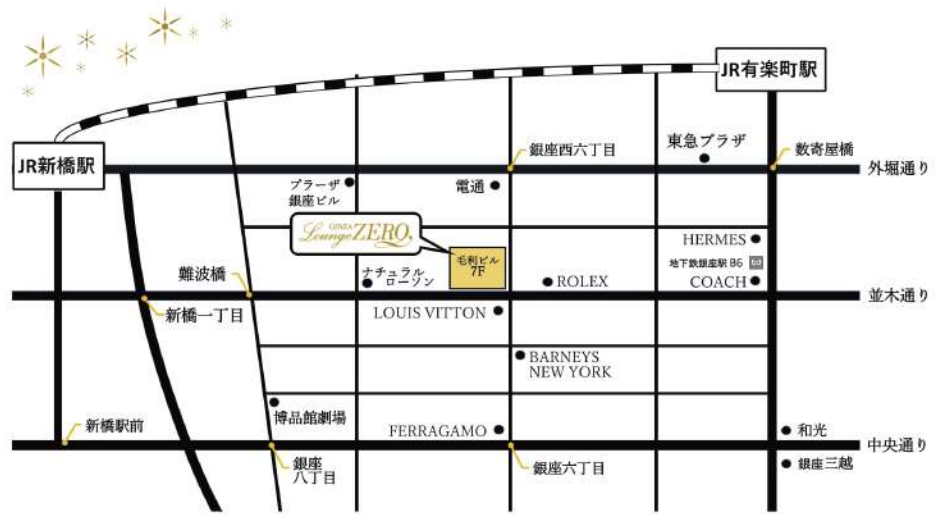 JR有楽町駅
JR新橋駅
銀座西六丁目
東急プラザ
数寄屋橋
外堀通り
プラーザ
銀座ビル
電通
GINZA
Lounge ZERO
毛利ビル
7F
HERMES
地下鉄銀座駅 B6
COACH
難波橋
ナチュラル
ローソン
ROLEX
並木通り
新橋一丁目
LOUIS VITTON
BARNEYS
NEW YORK
博品館劇場
新橋駅前
FERRAGAMO
和光
中央通り
銀座
八丁目
銀座六丁目
銀座三越